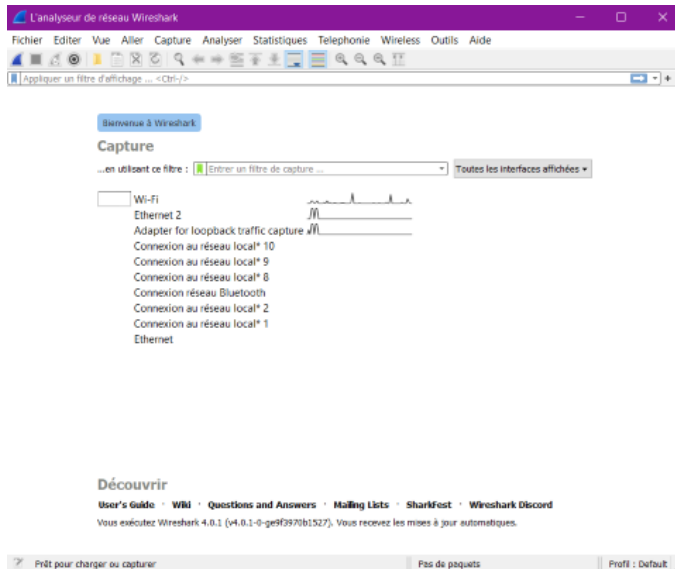 L'analyseur de réseau Wireshark
Fichier Editer Vue Aller Capture Analyser Statistiques Telephonie Wireless Outils Aide
Appliquer un filtre d'affichage ... <Ctrl-/>
Bienvenue à Wireshark
Capture
...en utilisant ce filtre : Entrer un filtre de capture ... Toutes les interfaces affichées
Wi-Fi
Ethernet 2
Adapter for loopback traffic capture
Connexion au réseau local* 10
Connexion au réseau local* 9
Connexion au réseau local* 8
Connexion réseau Bluetooth
Connexion au réseau local* 2
Connexion au réseau local* 1
Ethernet
Découvrir
User's Guide · Wiki · Questions and Answers · Mailing Lists · SharkFest · Wireshark Discord
Vous exécutez Wireshark 4.0.1 (v4.0.1-0-ge9f3970b1527). Vous recevez les mises à jour automatiques.
Prêt pour charger ou capturer Pas de paquets Profil : Default